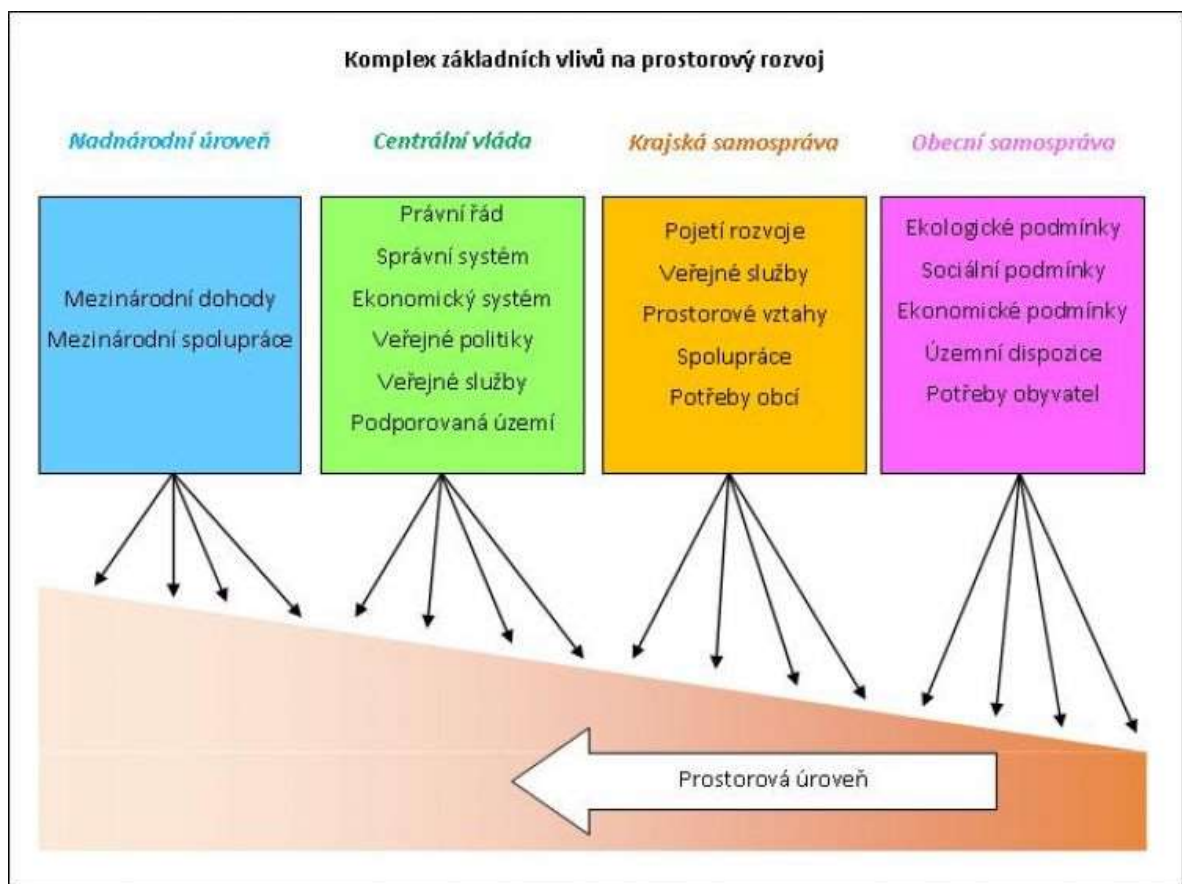 Komplex základních vlivů na prostorový rozvoj
Nadnárodní úroveň
Centrální vláda
Krajská samospráva
Obecní samospráva
Mezinárodní dohody
Mezinárodní spolupráce
Právní řád
Správní systém
Ekonomický systém
Veřejné politiky
Veřejné služby
Podporovaná území
Pojetí rozvoje
Veřejné služby
Prostorové vztahy
Spolupráce
Potřeby obcí
Ekologické podmínky
Sociální podmínky
Ekonomické podmínky
Územní dispozice
Potřeby obyvatel
Prostorová úroveň